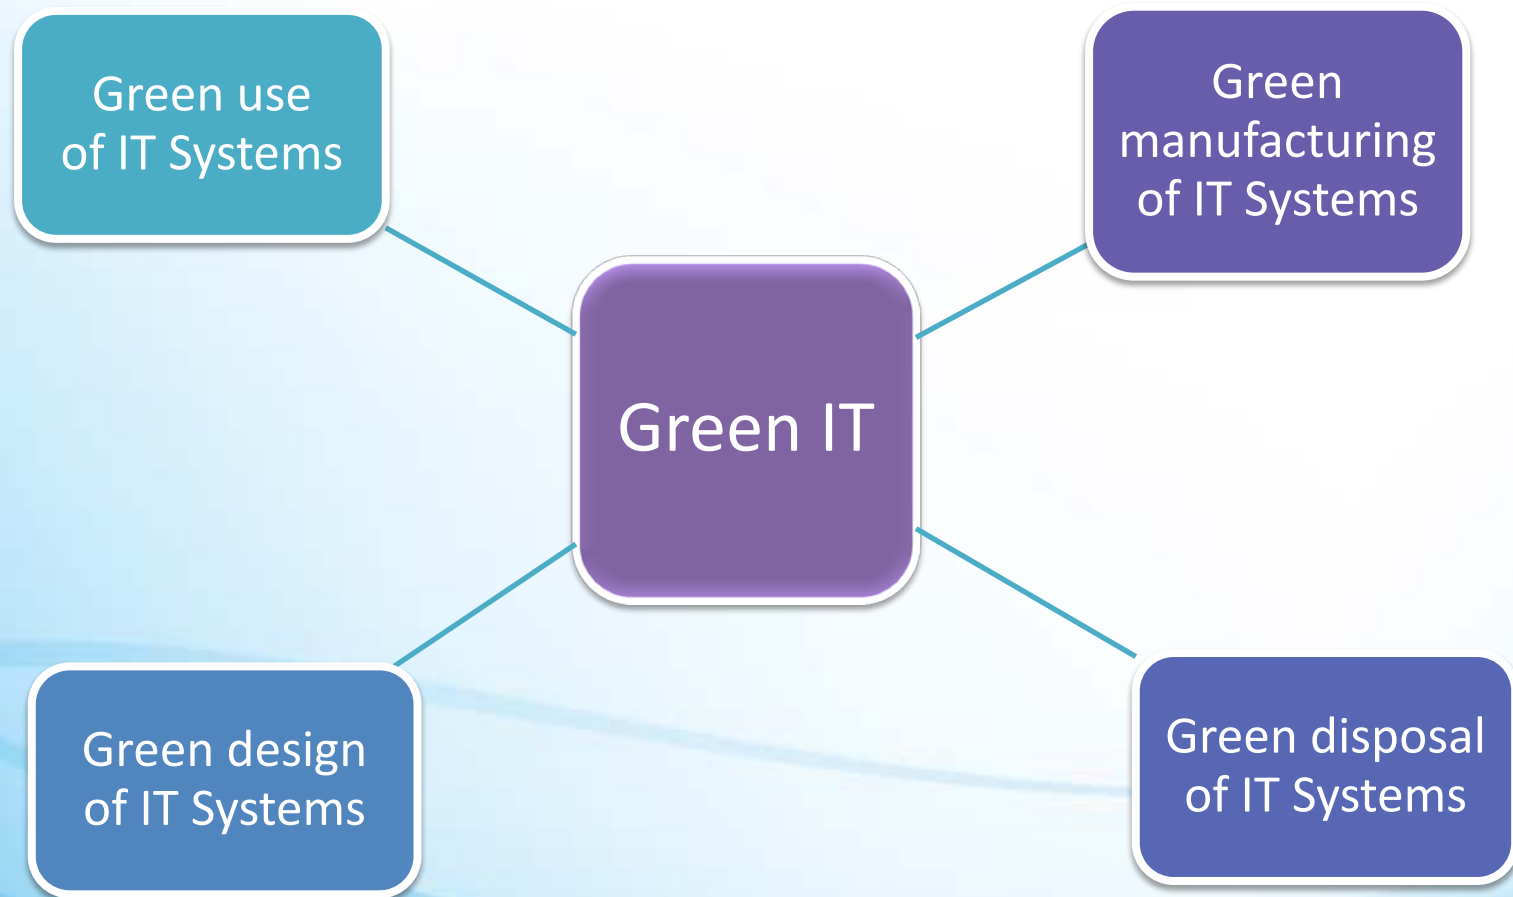 Green use
of IT Systems
Green
manufacturing
of IT Systems
Green IT
Green design
of IT Systems
Green disposal
of IT Systems